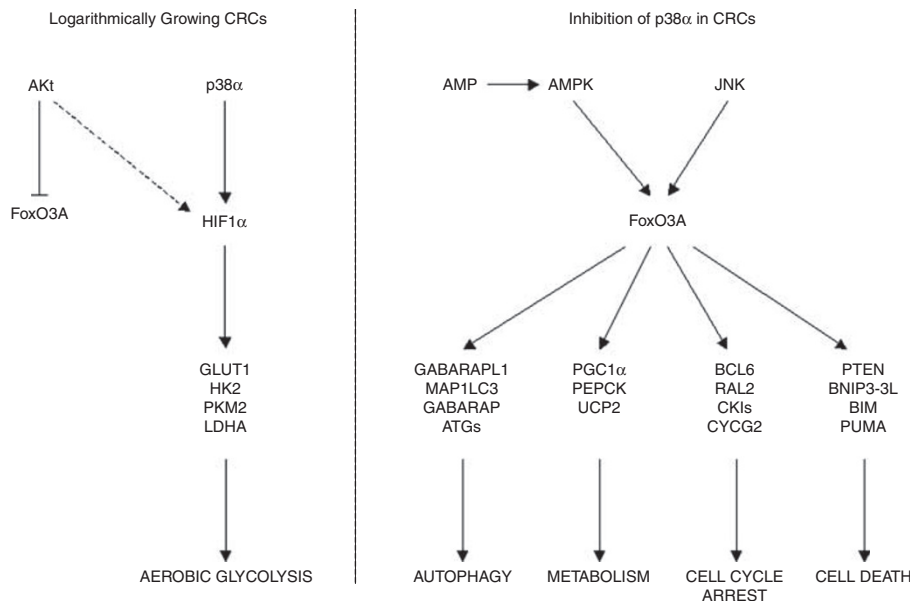 Logarithmically Growing CRCs
AKt
p38α
FoxO3A
HIF1α
GLUT1
HK2
PKM2
LDHA
AEROBIC GLYCOLYSIS
Inhibition of p38α in CRCs
AMP
AMPK
JNK
FoxO3A
GABARAPL1
MAP1LC3
GABARAP
ATGs
PGC1α
PEPCK
UCP2
BCL6
RAL2
CKIs
CYCG2
PTEN
BNIP3-3L
BIM
PUMA
AUTOPHAGY
METABOLISM
CELL CYCLE
ARREST
CELL DEATH